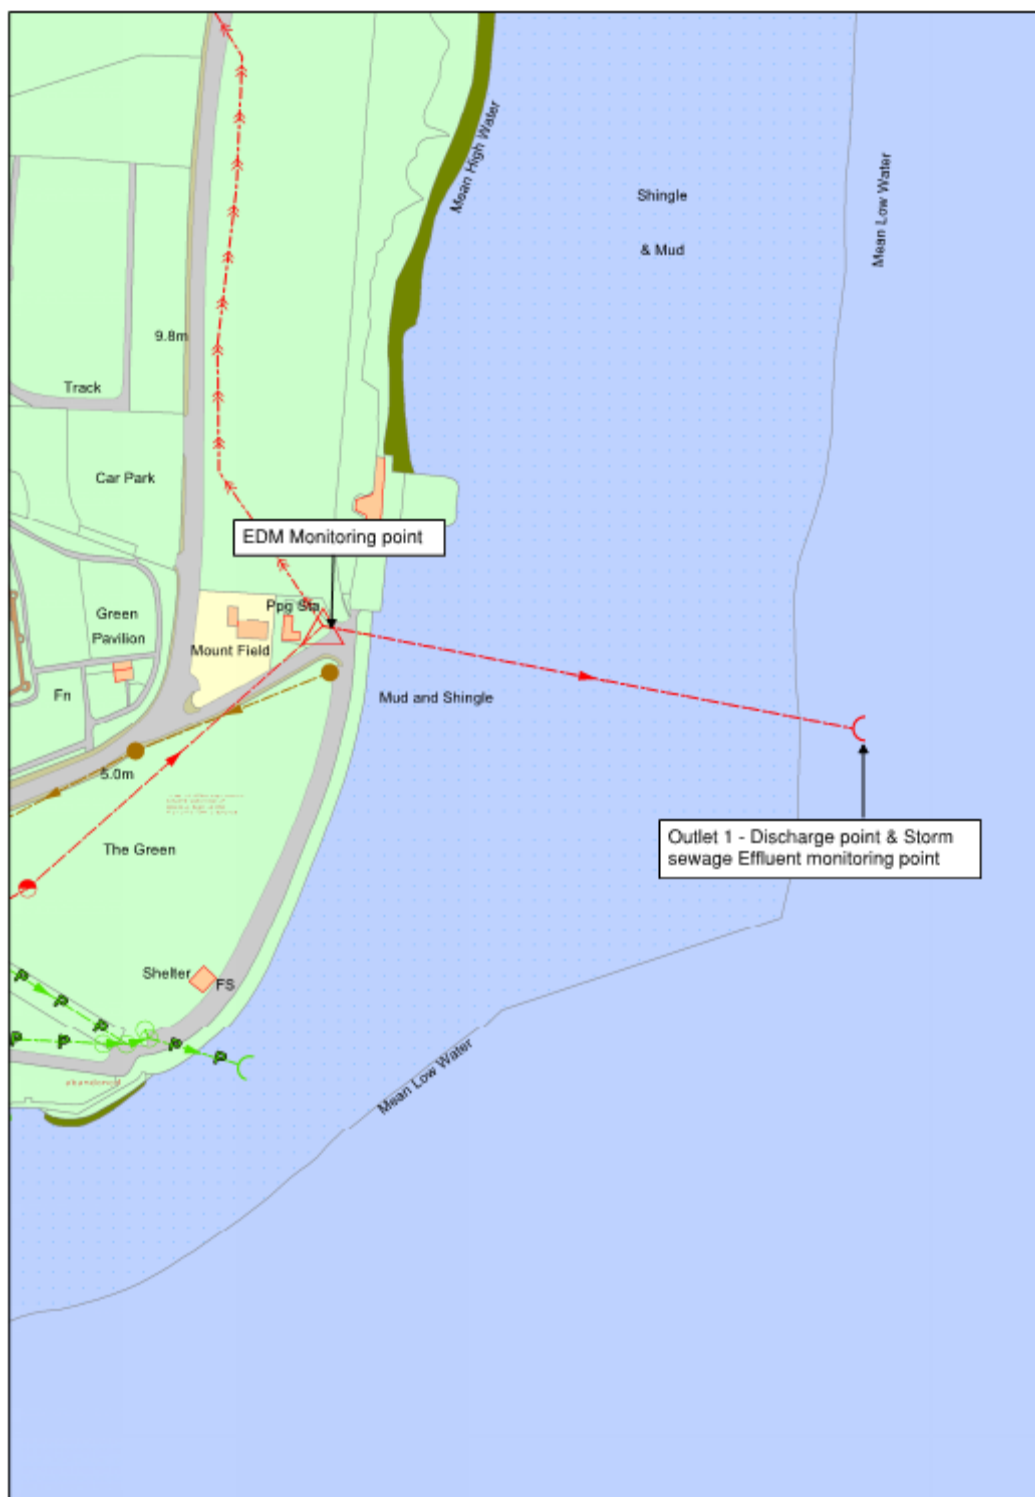 Mean High Water
Mean Low Water
Shingle
& Mud
9.8m
Track
Car Park
EDM Monitoring point
Ppg Sta
Green
Pavilion
Mount Field
Fn
Mud and Shingle
5.0m
Outlet 1 - Discharge point & Storm
sewage Effluent monitoring point
The Green
Shelter
FS
abandoned
Mean Low Water